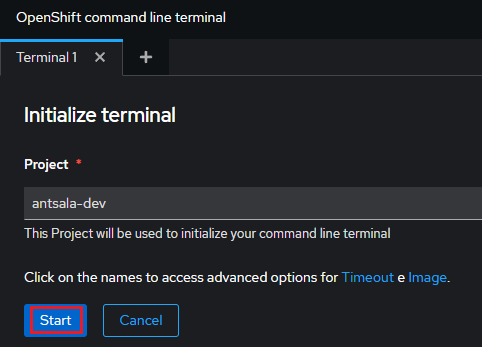 OpenShift command line terminal
Terminal 1
Initialize terminal
Project *
antsala-dev
This Project will be used to initialize your command line terminal
Click on the names to access advanced options for Timeout e Image.
Start Cancel